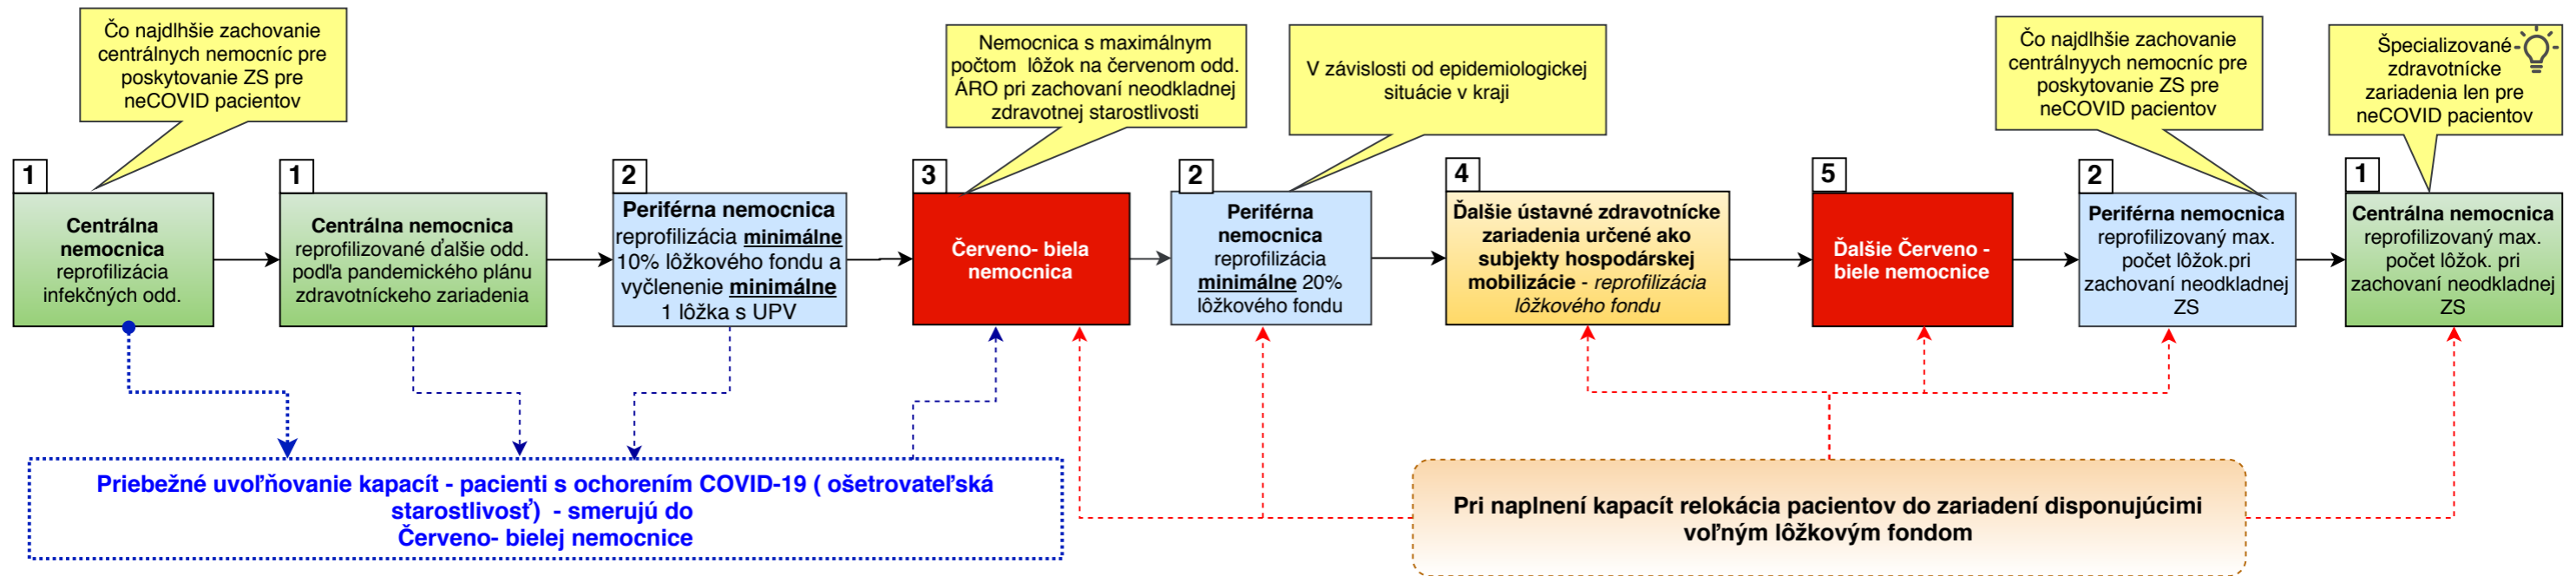 Čo najdlhšie zachovanie
centrálnych nemocníc pre
poskytovanie ZS pre
neCOVID pacientov
Nemocnica s maximálnym
počtom lôžok na červenom odd.
ÁRO pri zachovaní neodkladnej
zdravotnej starostlivosti
V závislosti od epidemiologickej
situácie v kraji
Čo najdlhšie zachovanie
centrálnyych nemocníc pre
poskytovanie ZS pre
neCOVID pacientov
Špecializované
zdravotnícke
zariadenia len pre
neCOVID pacientov
1
Centrálna
nemocnica
reprofilizácia
infekčných odd.
1
Centrálna nemocnica
reprofilizované ďalšie odd.
podľa pandemického plánu
zdravotníckeho zariadenia
2
Periférna nemocnica
reprofilizácia minimálne
10% lôžkového fondu a
vyčlenenie minimálne
1 lôžka s UPV
3
Červeno- biela
nemocnica
2
Periférna
nemocnica
reprofilizácia
minimálne 20%
lôžkového fondu
4
Ďalšie ústavné zdravotnícke
zariadenia určené ako
subjekty hospodárskej
mobilizácie - reprofilizácia
lôžkového fondu
5
Ďalšie Červeno -
biele nemocnice
2
Periférna nemocnica
reprofilizovaný max.
počet lôžok.pri
zachovaní neodkladnej
ZS
1
Centrálna nemocnica
reprofilizovaný max.
počet lôžok. pri
zachovaní neodkladnej
ZS
Priebežné uvoľňovanie kapacít - pacienti s ochorením COVID-19 ( ošetrovateľská
starostlivosť) - smerujú do
Červeno- bielej nemocnice
Pri naplnení kapacít relokácia pacientov do zariadení disponujúcimi
voľným lôžkovým fondom